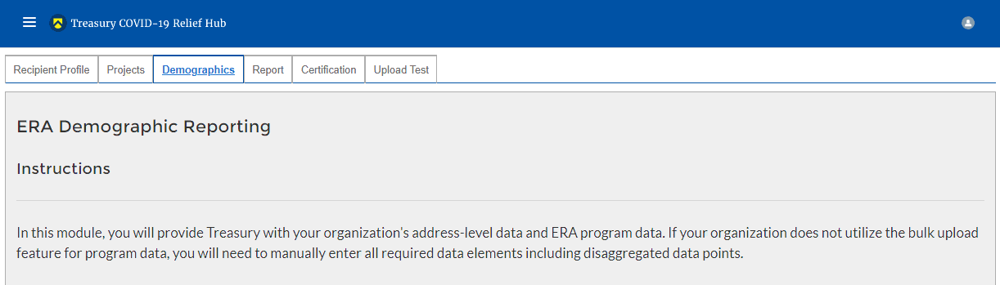 Treasury COVID-19 Relief Hub
Recipient Profile Projects Demographics Report Certification Upload Test
ERA Demographic Reporting
Instructions
In this module, you will provide Treasury with your organization's address-level data and ERA program data. If your organization does not utilize the bulk upload
feature for program data, you will need to manually enter all required data elements including disaggregated data points.